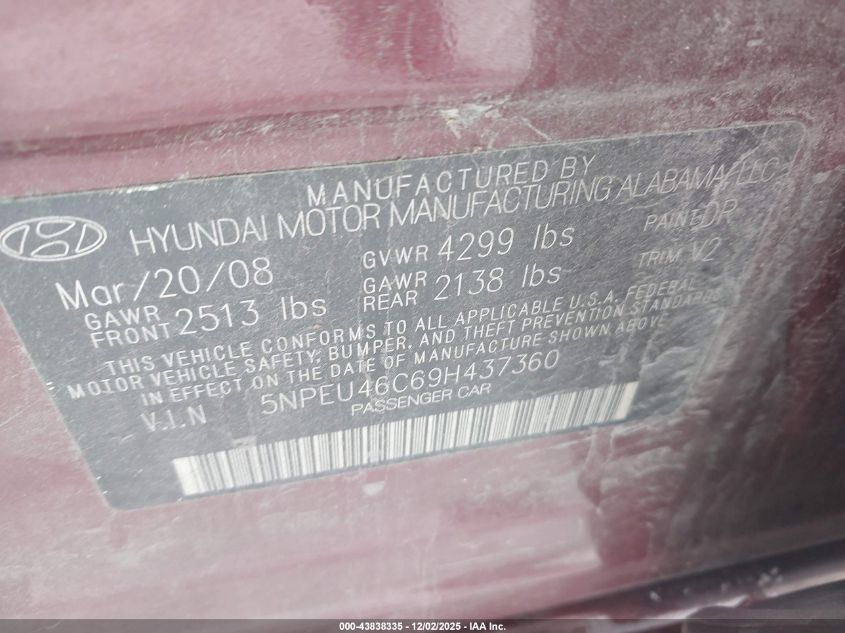 MANUFACTURED BY
HYUNDAI MOTOR MANUFACTURING ALABAMA, LLC
Mar/20/08 GVWR 4299 lbs PAINT DP
GAWR FRONT 2513 lbs GAWR REAR 2138 lbs TRIM V2
THIS VEHICLE CONFORMS TO ALL APPLICABLE U.S.A. FEDERAL
MOTOR VEHICLE SAFETY, BUMPER, AND THEFT PREVENTION STANDARDS
IN EFFECT ON THE DATE OF MANUFACTURE SHOWN ABOVE
V.I.N 5NPEU46C69H437360
PASSENGER CAR
000-43838335 - 12/02/2025 - IAA Inc.